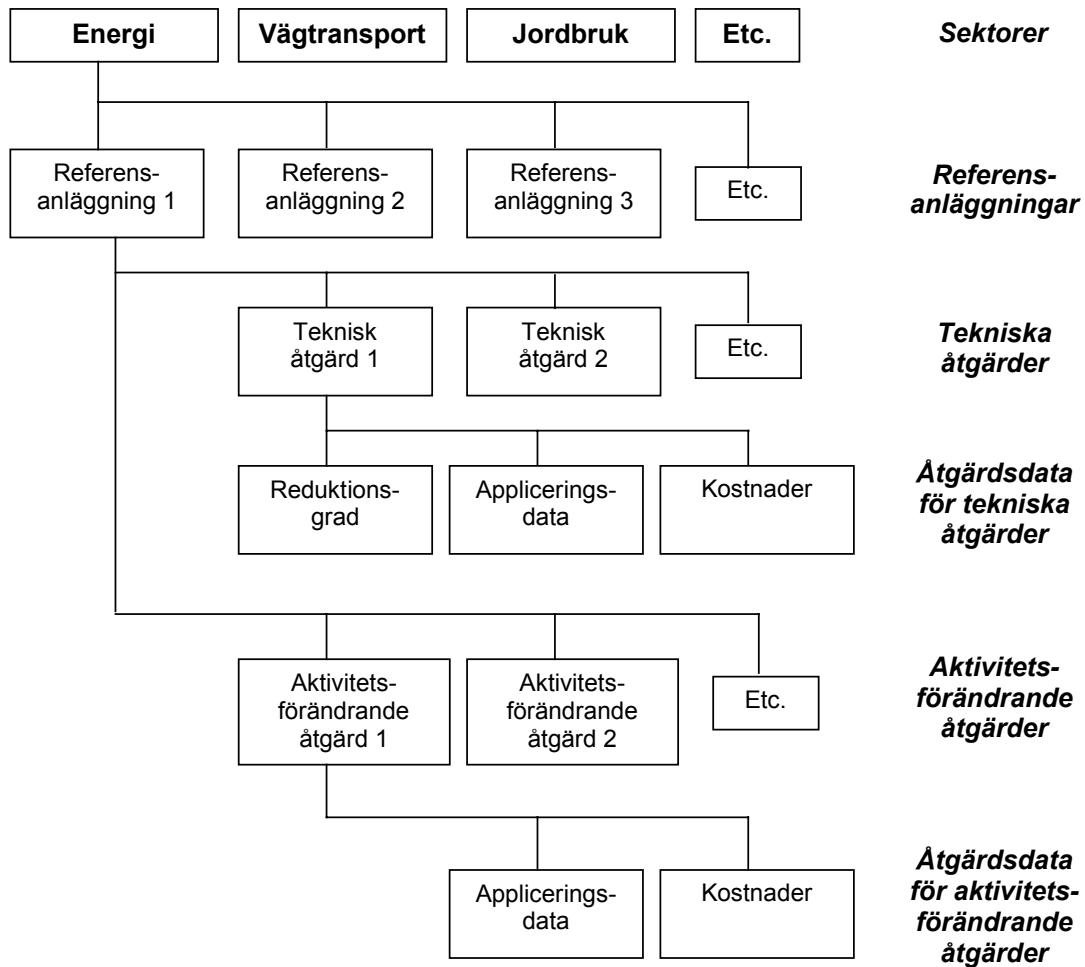 Energi
Vägtransport
Jordbruk
Etc.
Sektorer
Referens-
anläggning 1
Referens-
anläggning 2
Referens-
anläggning 3
Etc.
Referens-
anläggningar
Teknisk
åtgärd 1
Teknisk
åtgärd 2
Etc.
Tekniska
åtgärder
Reduktions-
grad
Applicerings-
data
Kostnader
Åtgärdsdata
för tekniska
åtgärder
Aktivitets-
förändrande
åtgärd 1
Aktivitets-
förändrande
åtgärd 2
Etc.
Aktivitets-
förändrande
åtgärder
Applicerings-
data
Kostnader
Åtgärdsdata
för aktivitets-
förändrande
åtgärder